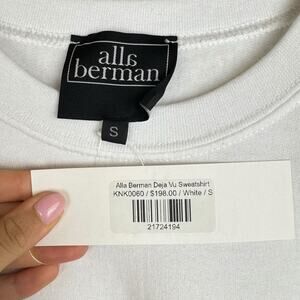 alla
berman
S
Alla Berman Deja Vu Sweatshirt
KNK0060 / $198.00 / White / S
21724194